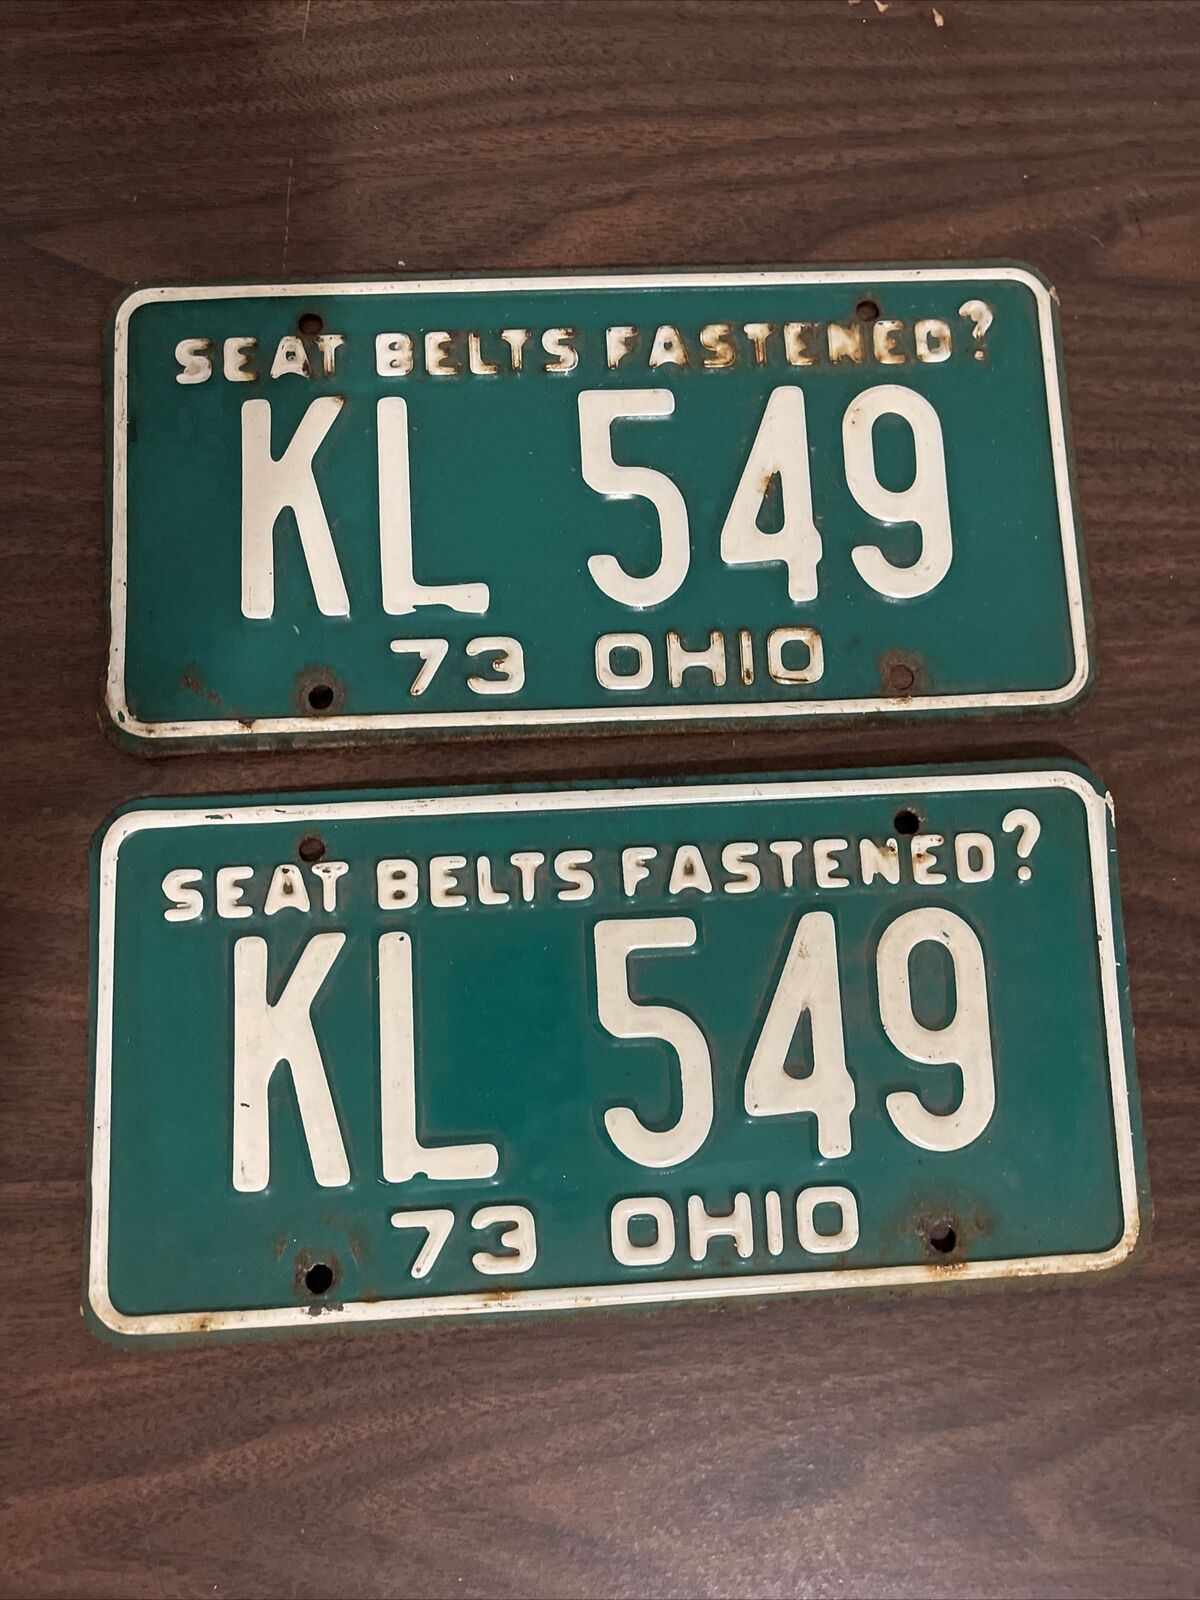 SEAT BELTS FASTENED?
KL 549
73 OHIO
SEAT BELTS FASTENED?
KL 549
73 OHIO